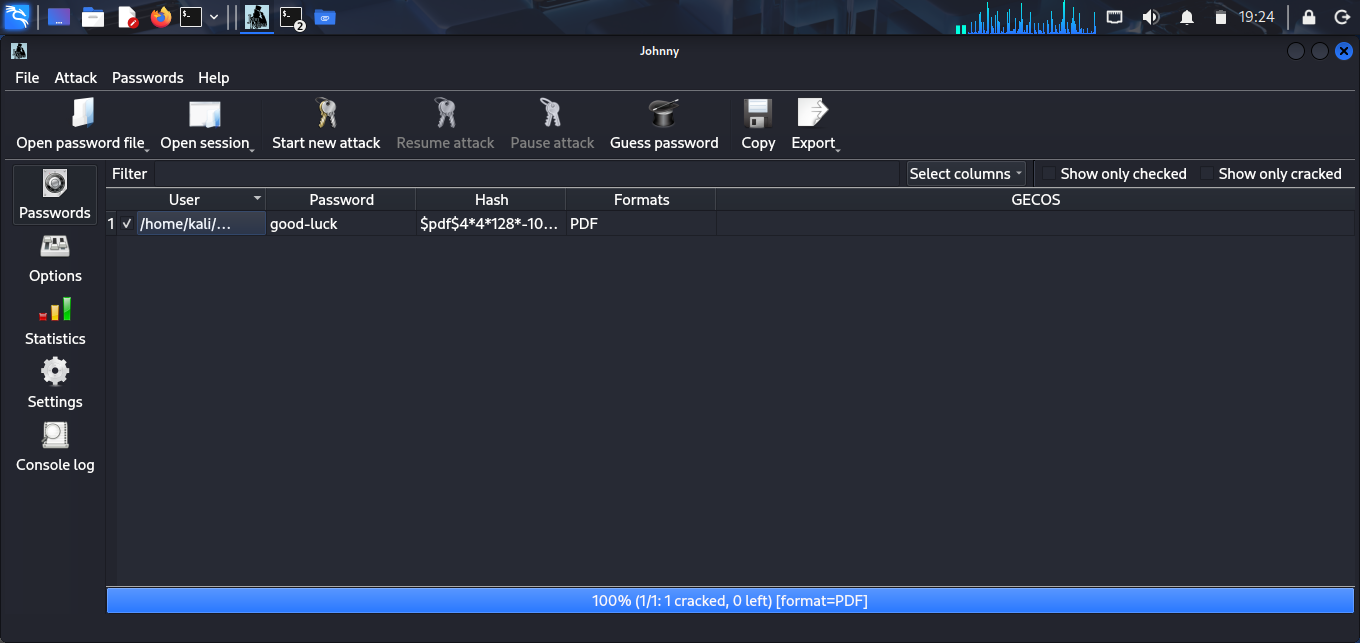 19:24
Johnny
File Attack Passwords Help
Open password file Open session Start new attack Resume attack Pause attack Guess password Copy Export
Filter Select columns Show only checked Show only cracked
User Password Hash Formats GECOS
1 /home/kali/... good-luck $pdf$4*4*128*-10... PDF
Passwords
Options
Statistics
Settings
Console log
100% (1/1: 1 cracked, 0 left) [format=PDF]